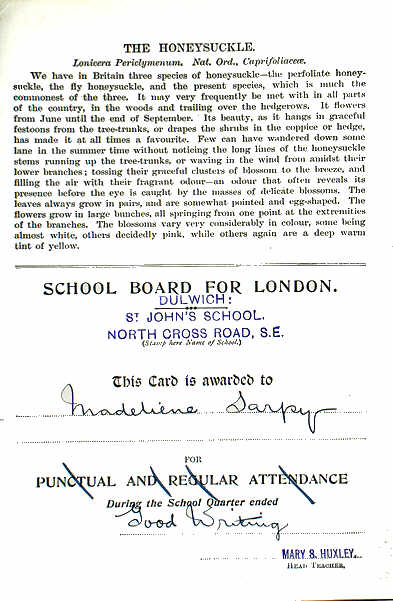 THE HONEYSUCKLE.
Lonicera Periclymenum. Nat. Ord., Caprifoliaceæ.
We have in Britain three species of honeysuckle—the perfoliate honey-
suckle, the fly honeysuckle, and the present species, which is much the
commonest of the three. It may very frequently be met with in all parts
of the country, in the woods and trailing over the hedgerows. It flowers
from June until the end of September. Its beauty, as it hangs in graceful
festoons from the tree-trunks, or drapes the shrubs in the coppice or hedge,
has made it at all times a favourite. Few can have wandered down some
lane in the summer time without noticing the long lines of the honeysuckle
stems running up the tree-trunks, or waving in the wind from amidst their
lower branches; tossing their graceful clusters of blossom to the breeze, and
filling the air with their fragrant odour—an odour that often reveals its
presence before the eye is caught by the masses of delicate blossoms. The
leaves always grow in pairs, and are somewhat pointed and egg-shaped. The
flowers grow in large bunches, all springing from one point at the extremities
of the branches. The blossoms vary very considerably in colour, some being
almost white, others decidedly pink, while others again are a deep warm
tint of yellow.
SCHOOL BOARD FOR LONDON.
DULWICH:
ST JOHN'S SCHOOL.
NORTH CROSS ROAD, S.E.
(Stamp here Name of School.)
This Card is awarded to
Madeliene Sarpy
FOR
PUNCTUAL AND REGULAR ATTENDANCE
During the School Quarter ended
Good Writing
MARY S. HUXLEY.
HEAD TEACHER.